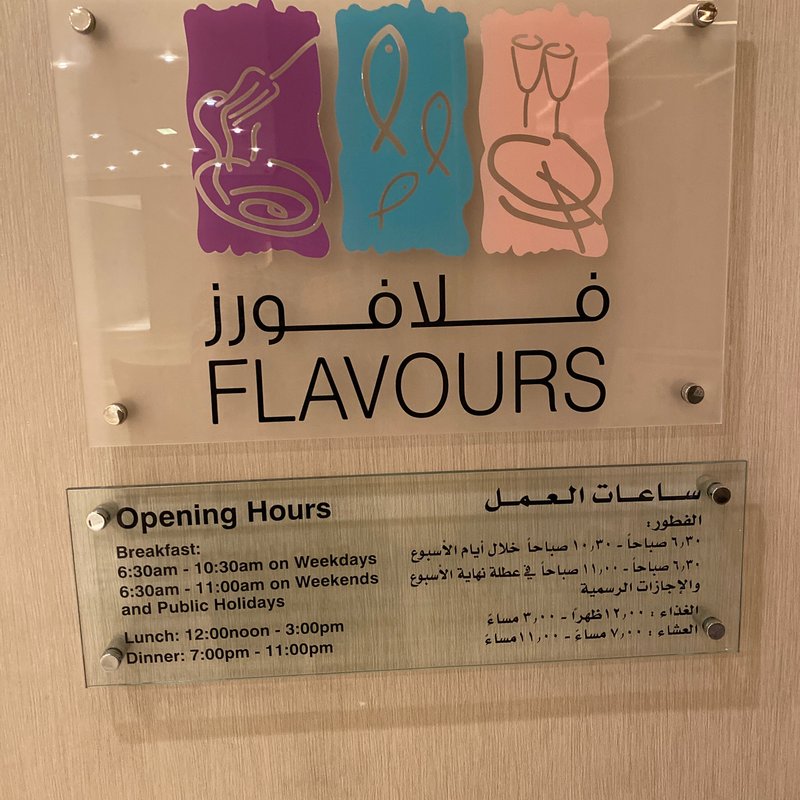 فلافورز
FLAVOURS
Opening Hours
Breakfast:
6:30am - 10:30am on Weekdays
6:30am - 11:00am on Weekends
and Public Holidays
Lunch: 12:00noon - 3:00pm
Dinner: 7:00pm - 11:00pm
ساعات العمل
الفطور:
٦,٣٠ صباحاً - ١٠,٣٠ صباحاً خلال أيام الأسبوع
٦,٣٠ صباحاً - ١١,٠٠ صباحاً في عطلة نهاية الأسبوع
والإجازات الرسمية
الغذاء : ١٢,٠٠ ظهراً - ٣,٠٠ مساءً
العشاء : ٧,٠٠ مساءً - ١١,٠٠ مساءً